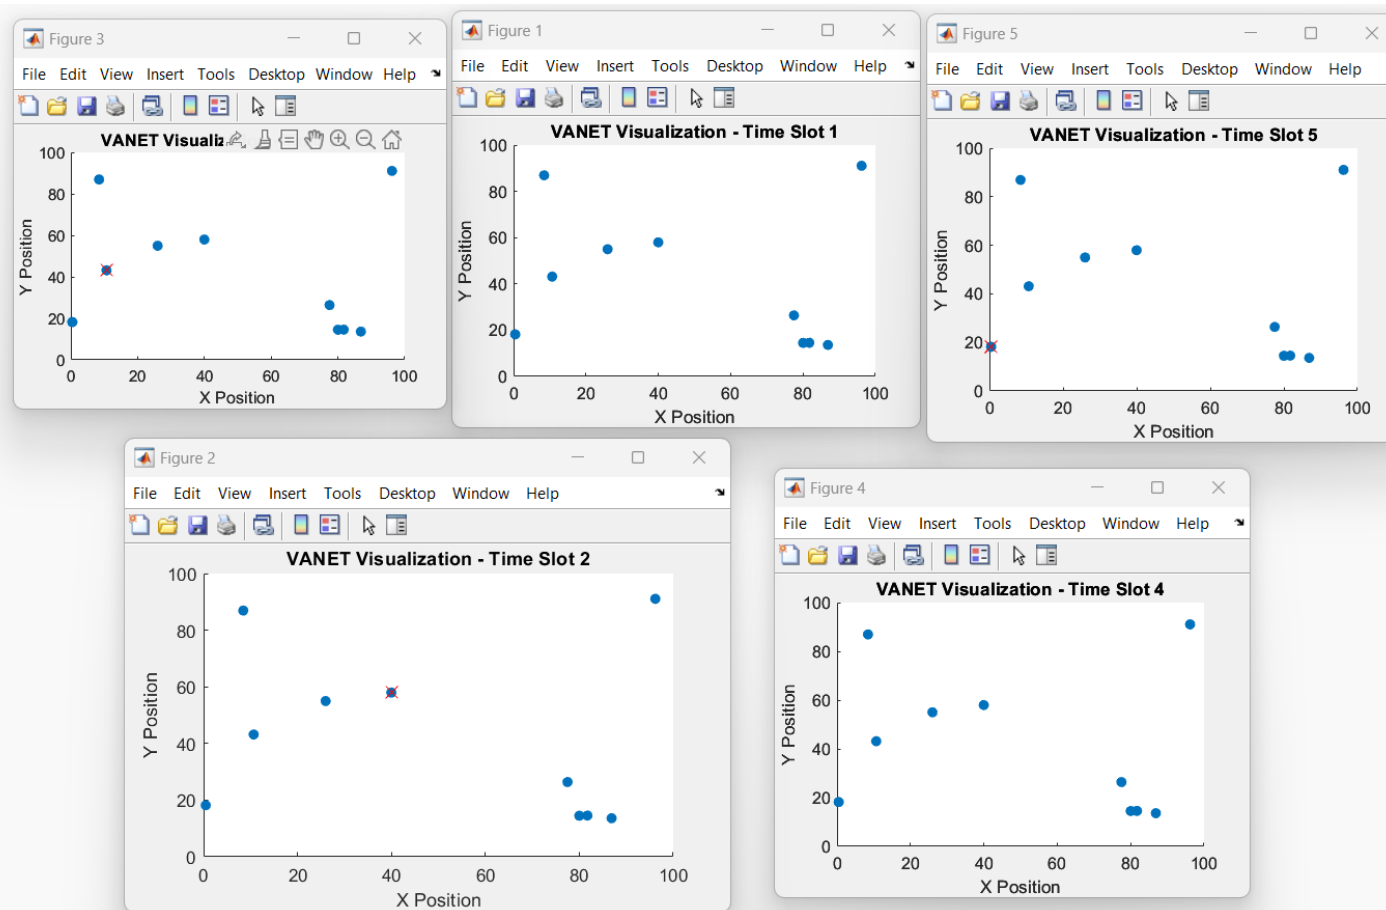 Figure 3
File Edit View Insert Tools Desktop Window Help
VANET Visualiz
100
80
60
40
20
0
Y Position
0 20 40 60 80 100
X Position
Figure 1
File Edit View Insert Tools Desktop Window Help
VANET Visualization - Time Slot 1
100
80
60
40
20
0
Y Position
0 20 40 60 80 100
X Position
Figure 5
File Edit View Insert Tools Desktop Window Help
VANET Visualization - Time Slot 5
100
80
60
40
20
0
Y Position
0 20 40 60 80 100
X Position
Figure 2
File Edit View Insert Tools Desktop Window Help
VANET Visualization - Time Slot 2
100
80
60
40
20
0
Y Position
0 20 40 60 80 100
X Position
Figure 4
File Edit View Insert Tools Desktop Window Help
VANET Visualization - Time Slot 4
100
80
60
40
20
0
Y Position
0 20 40 60 80 100
X Position